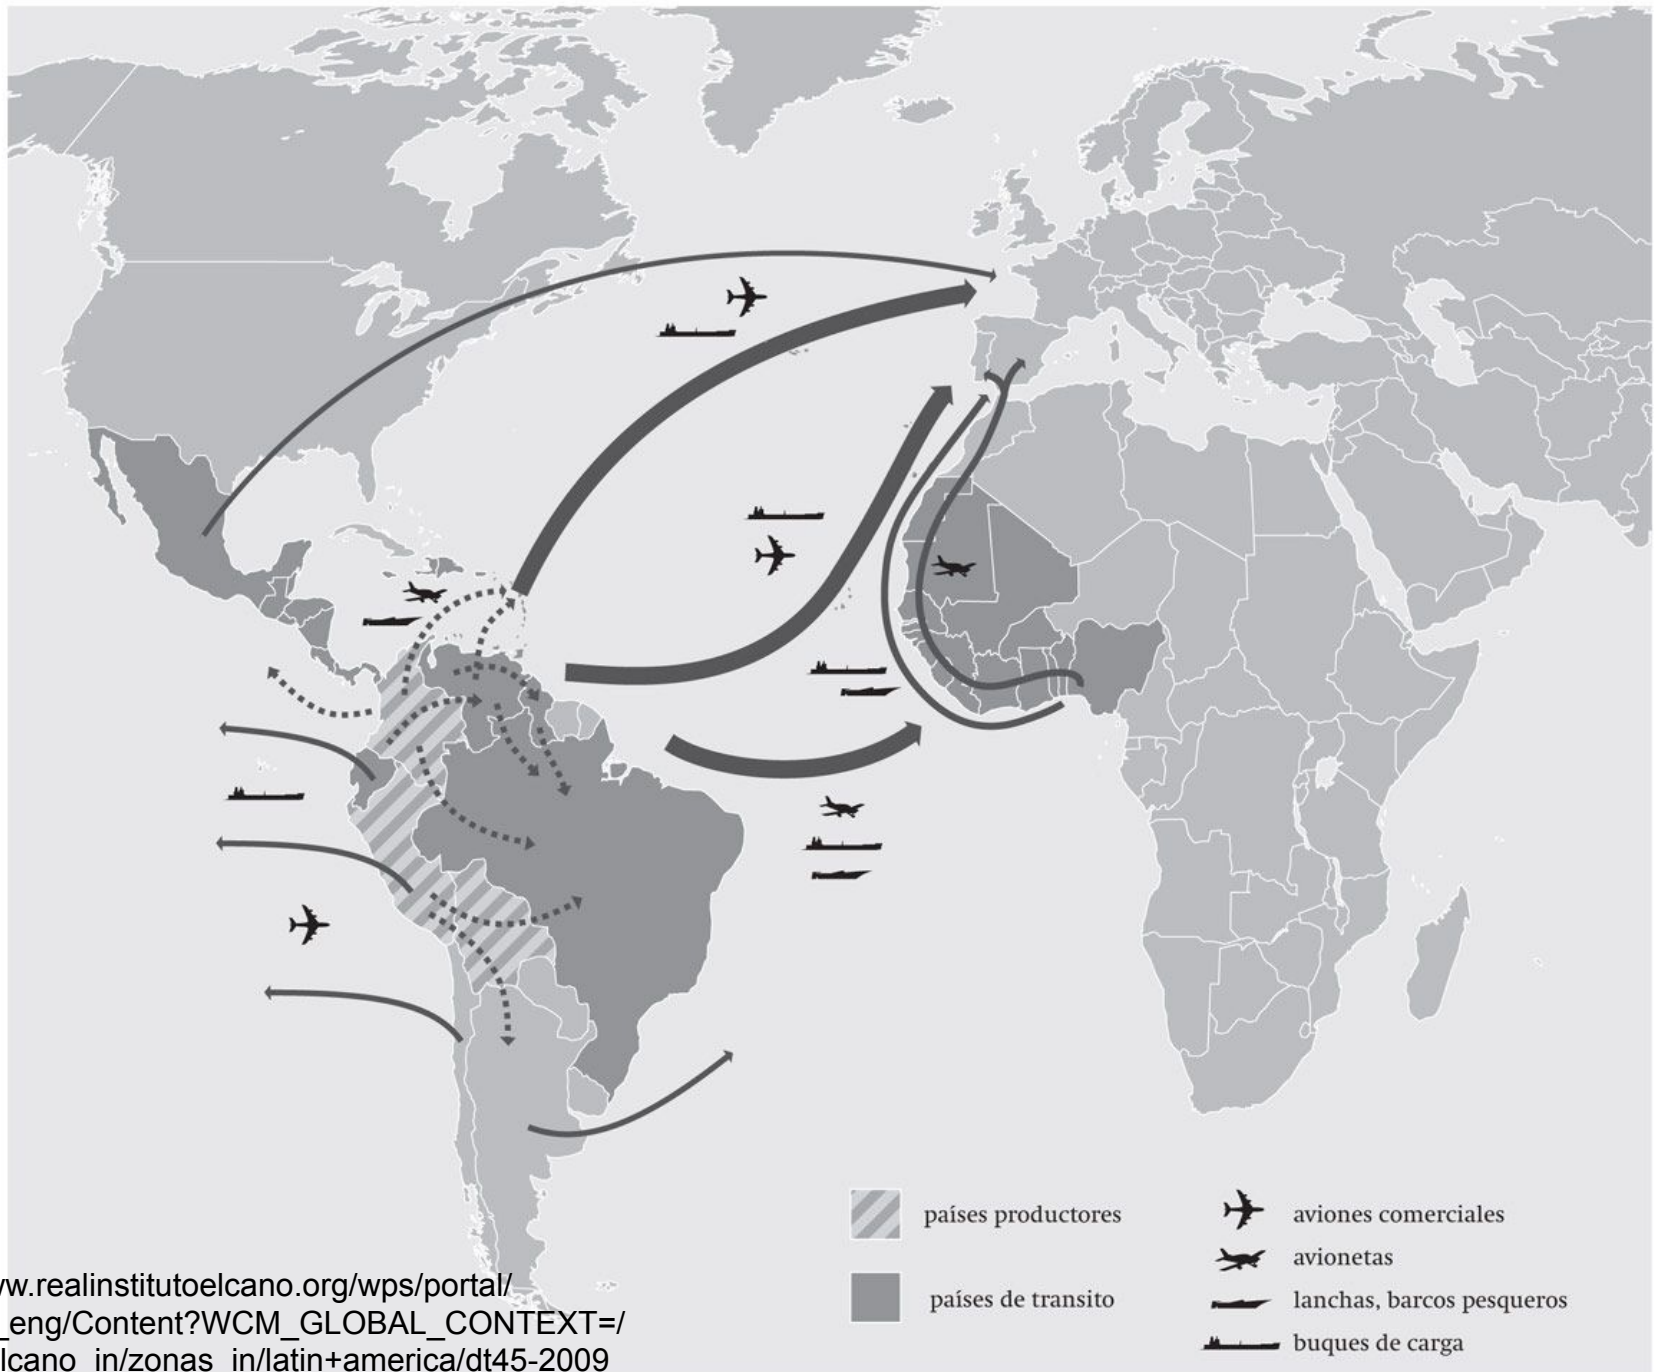 países productores
países de transito
aviones comerciales
avionetas
lanchas, barcos pesqueros
buques de carga
w.realinstitutoelcano.org/wps/portal/
_eng/Content?WCM_GLOBAL_CONTEXT=/
lcano_in/zonas_in/latin+america/dt45-2009